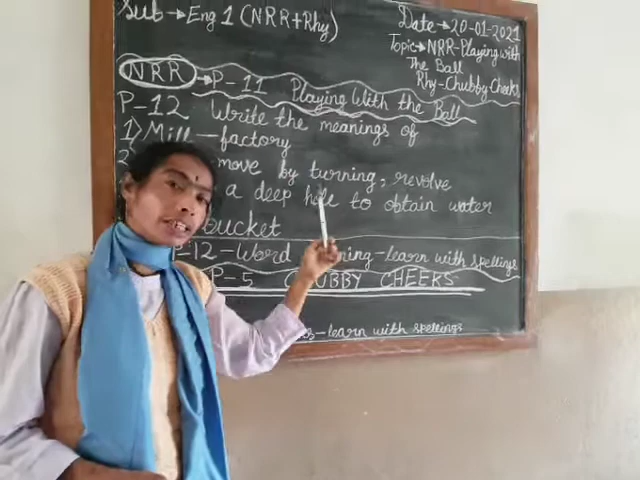 Sub→Eng 1 (NRR+Rhy)
Date→20-01-2021
Topic→NRR-Playing with
The Ball
Rhy-Chubby Cheeks
NRR→P-11 Playing With the Ball
P-12 Write the meanings of
1) Mill—factory
2 move by turning, revolve
a deep hole to obtain water
bucket
P-12-Word learn with spellings
P-5 CHUBBY CHEEKS
-learn with spellings